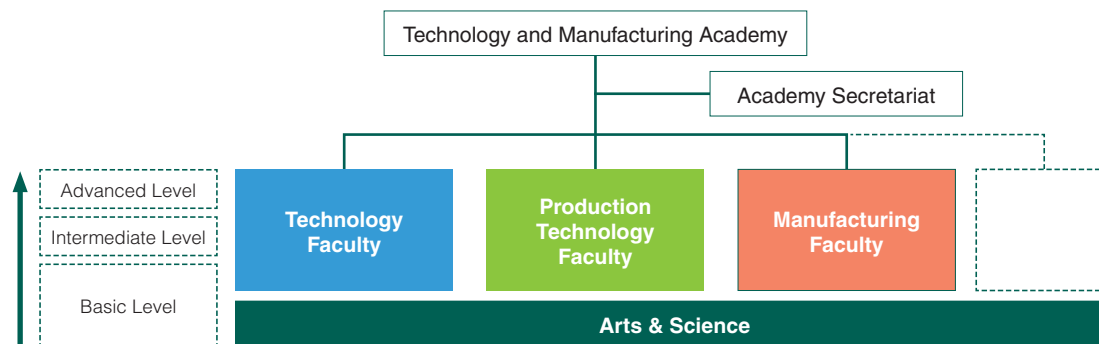 Technology and Manufacturing Academy
Academy Secretariat
Advanced Level
Intermediate Level
Basic Level
Technology
Faculty
Production
Technology
Faculty
Manufacturing
Faculty
Arts & Science